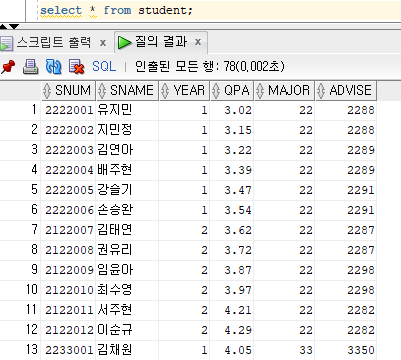 select * from student;
스크립트 출력 x 질의 결과 x
SQL | 인출된 모든 행: 78(0,002초)
SNUM SNAME YEAR QPA MAJOR ADVISE
1 2222001 유지민 1 3.02 22 2288
2 2222002 지민정 1 3.15 22 2288
3 2222003 김연아 1 3.22 22 2289
4 2222004 배주현 1 3.39 22 2289
5 2222005 강슬기 1 3.47 22 2291
6 2222006 손승완 1 3.54 22 2291
7 2122007 김태연 2 3.62 22 2287
8 2122008 권유리 2 3.72 22 2287
9 2122009 임윤아 2 3.87 22 2298
10 2122010 최수영 2 3.97 22 2298
11 2122011 서주현 2 4.21 22 2282
12 2122012 이순규 2 4.29 22 2282
13 2233001 김채원 1 4.05 33 3350